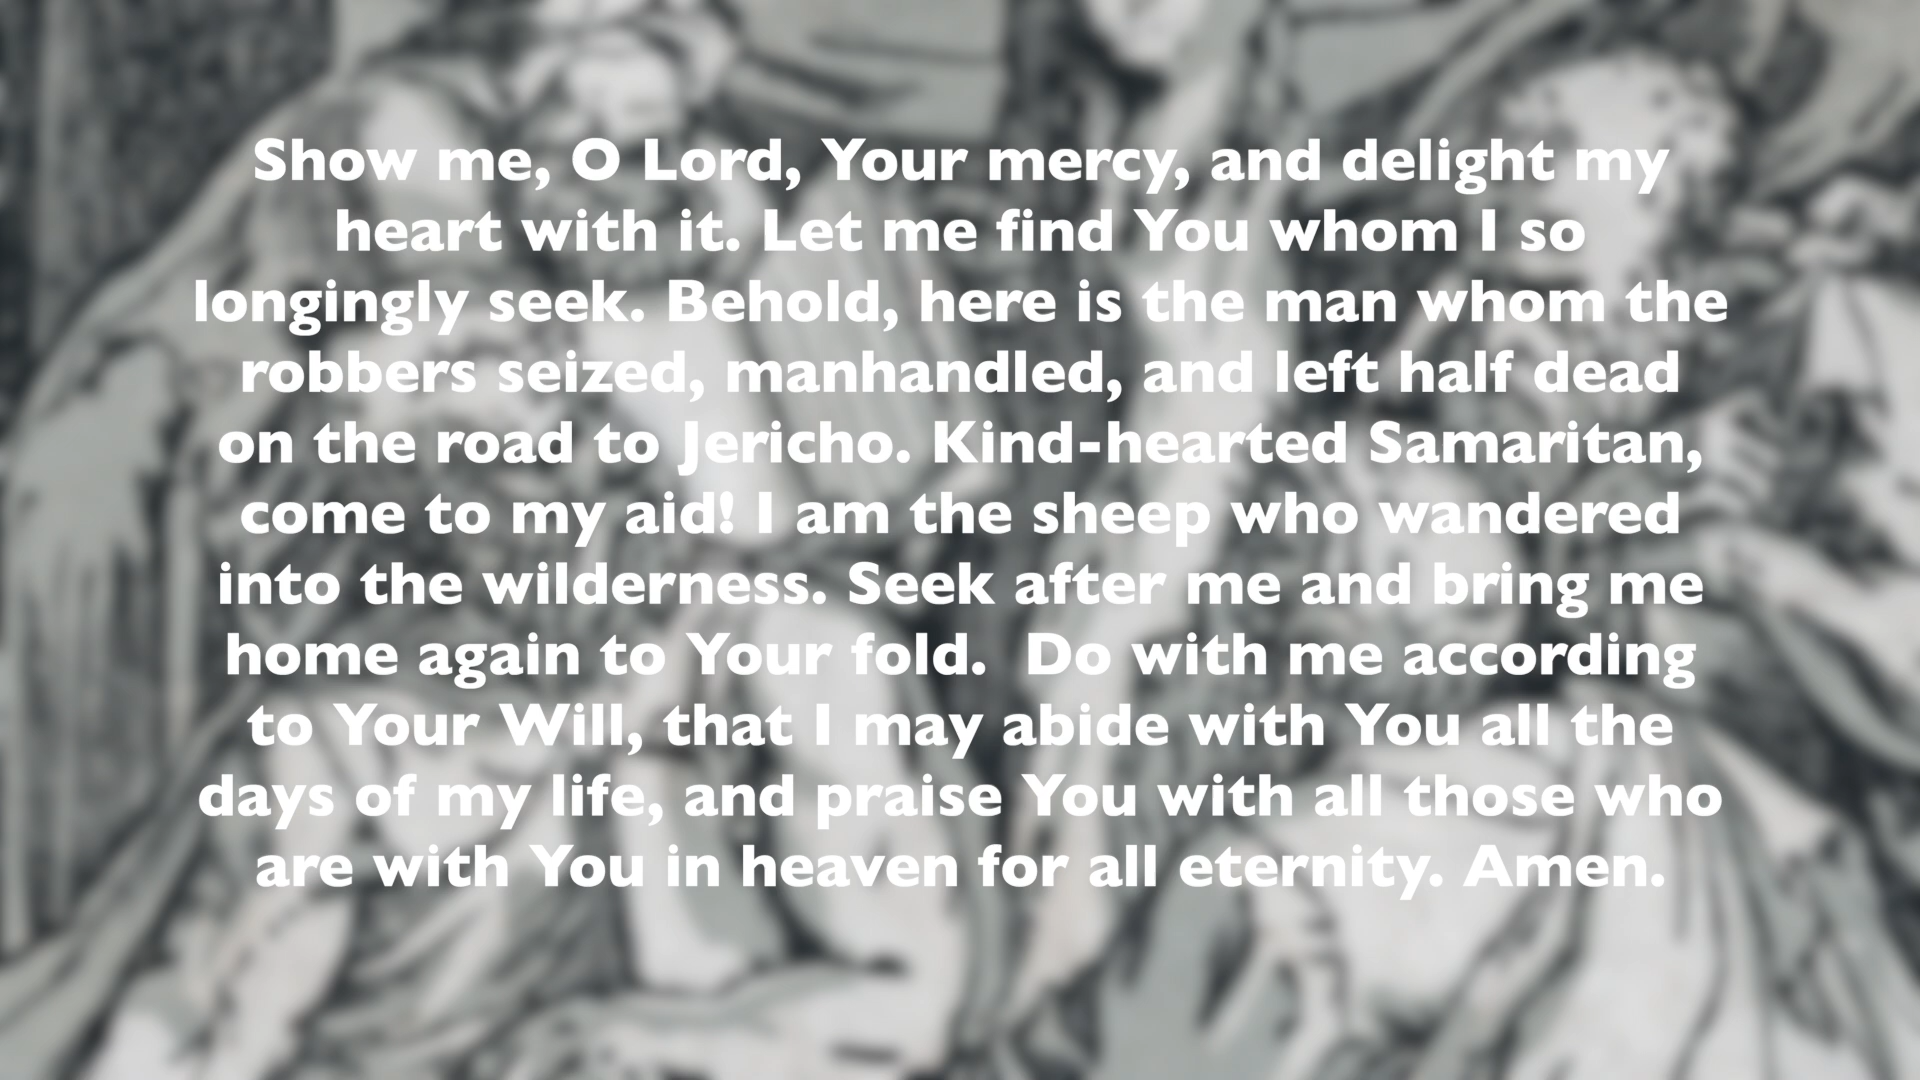 Show me, O Lord, Your mercy, and delight my
heart with it. Let me find You whom I so
longingly seek. Behold, here is the man whom the
robbers seized, manhandled, and left half dead
on the road to Jericho. Kind-hearted Samaritan,
come to my aid! I am the sheep who wandered
into the wilderness. Seek after me and bring me
home again to Your fold.  Do with me according
to Your Will, that I may abide with You all the
days of my life, and praise You with all those who
are with You in heaven for all eternity. Amen.